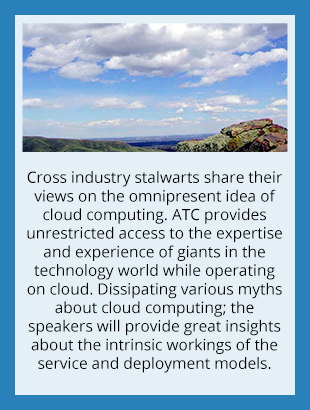 Cross industry stalwarts share their
views on the omnipresent idea of
cloud computing. ATC provides
unrestricted access to the expertise
and experience of giants in the
technology world while operating
on cloud. Dissipating various myths
about cloud computing; the
speakers will provide great insights
about the intrinsic workings of the
service and deployment models.